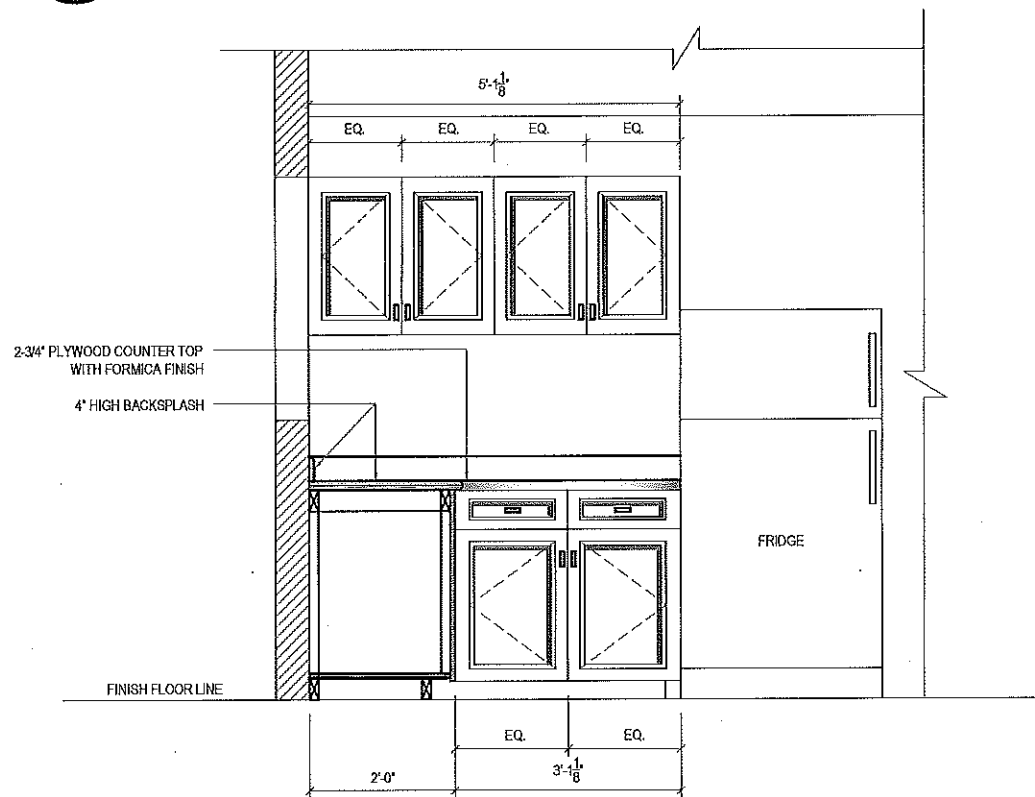 5'-1 1/8"
EQ. EQ. EQ. EQ.
2-3/4" PLYWOOD COUNTER TOP
WITH FORMICA FINISH
4" HIGH BACKSPLASH
FRIDGE
FINISH FLOOR LINE
EQ. EQ.
2'-0" 3'-1 1/8"